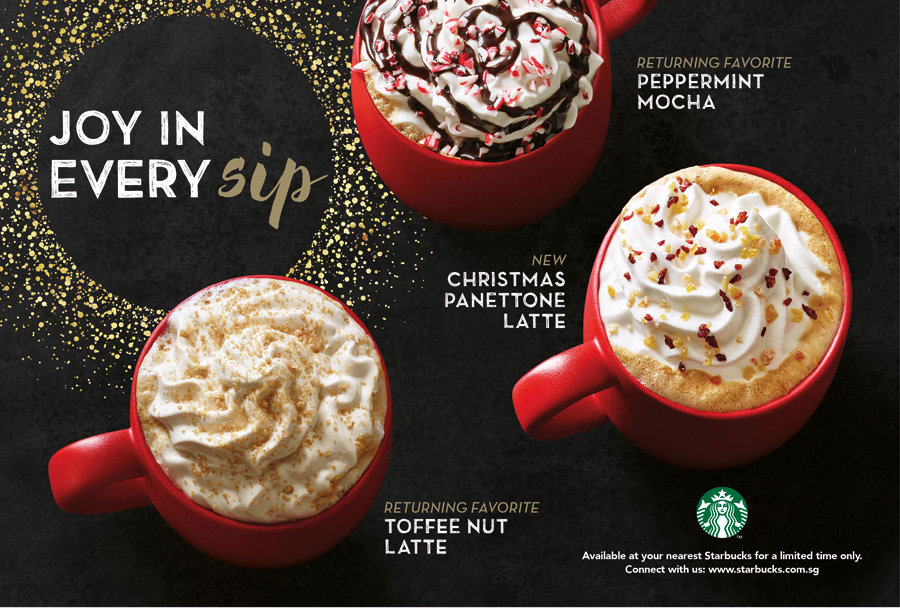 JOY IN
EVERY sip
RETURNING FAVORITE
PEPPERMINT
MOCHA
NEW
CHRISTMAS
PANETTONE
LATTE
RETURNING FAVORITE
TOFFEE NUT
LATTE
TM
Available at your nearest Starbucks for a limited time only.
Connect with us: www.starbucks.com.sg